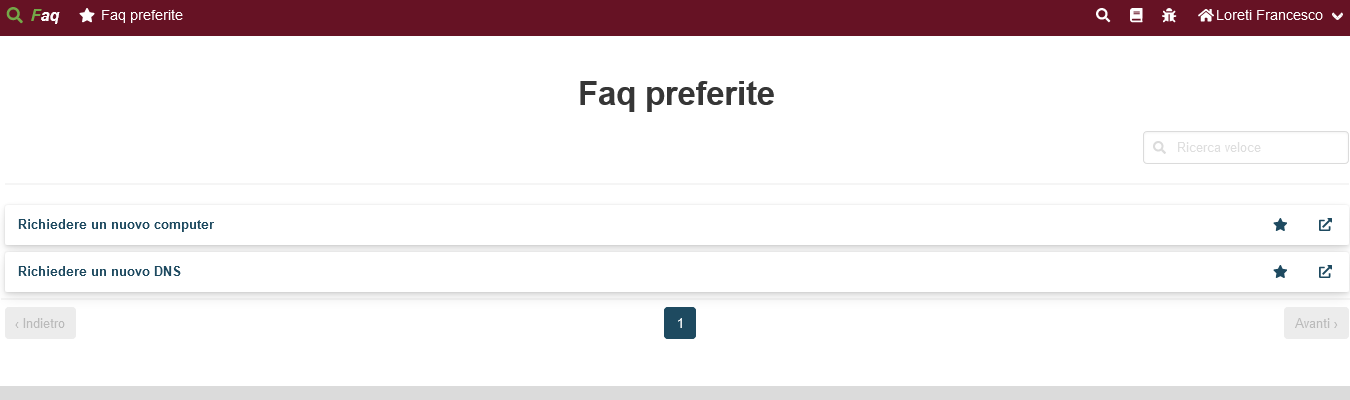 Faq Faq preferite Loreti Francesco
Faq preferite
Ricerca veloce
Richiedere un nuovo computer
Richiedere un nuovo DNS
‹ Indietro 1 Avanti ›